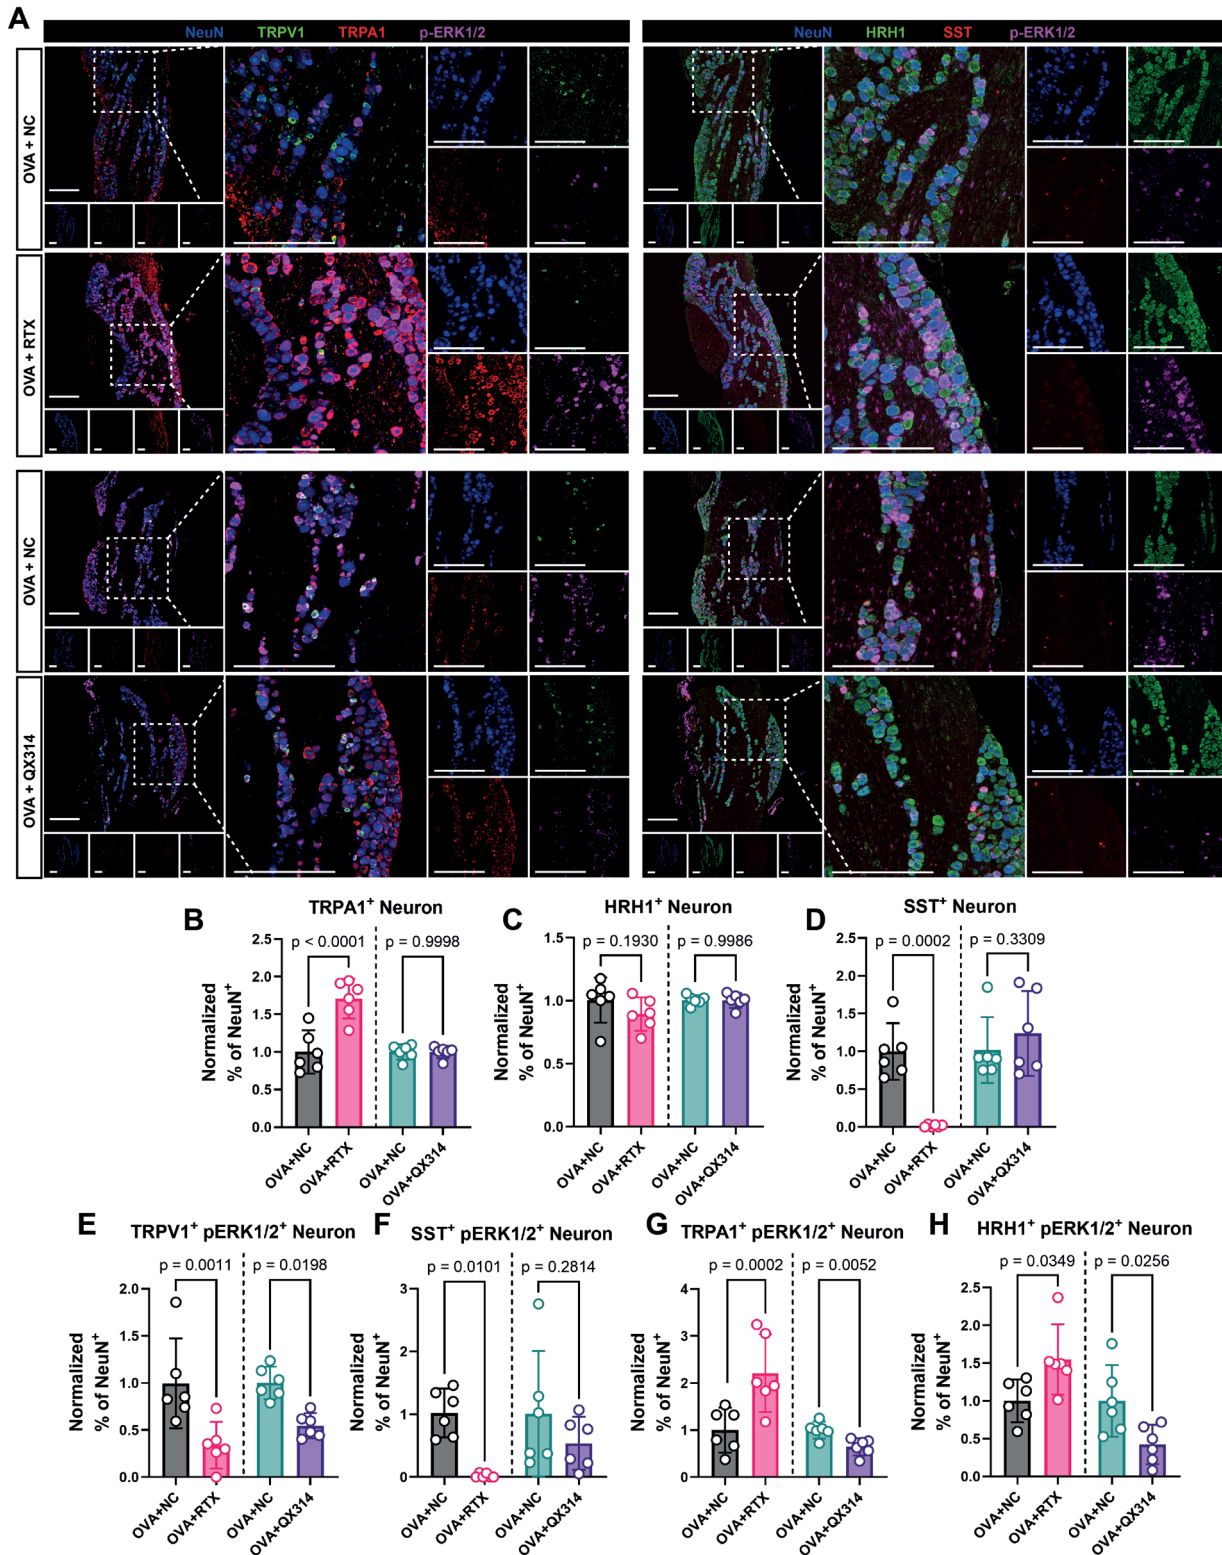 A
NeuN TRPV1 TRPA1 p-ERK1/2
NeuN HRH1 SST p-ERK1/2
OVA + NC
OVA + RTX
OVA + NC
OVA + QX314
B
TRPA1+ Neuron
p < 0.0001
p = 0.9998
Normalized
% of NeuN+
2.5
2.0
1.5
1.0
0.5
0.0
OVA+NC
OVA+RTX
OVA+NC
OVA+QX314
C
HRH1+ Neuron
p = 0.1930
p = 0.9986
Normalized
% of NeuN+
1.5
1.0
0.5
0.0
OVA+NC
OVA+RTX
OVA+NC
OVA+QX314
D
SST+ Neuron
p = 0.0002
p = 0.3309
Normalized
% of NeuN+
2.5
2.0
1.5
1.0
0.5
0.0
OVA+NC
OVA+RTX
OVA+NC
OVA+QX314
E
TRPV1+ pERK1/2+ Neuron
p = 0.0011
p = 0.0198
Normalized
% of NeuN+
2.0
1.5
1.0
0.5
0.0
OVA+NC
OVA+RTX
OVA+NC
OVA+QX314
F
SST+ pERK1/2+ Neuron
p = 0.0101
p = 0.2814
Normalized
% of NeuN+
3
2
1
0
OVA+NC
OVA+RTX
OVA+NC
OVA+QX314
G
TRPA1+ pERK1/2+ Neuron
p = 0.0002
p = 0.0052
Normalized
% of NeuN+
4
3
2
1
0
OVA+NC
OVA+RTX
OVA+NC
OVA+QX314
H
HRH1+ pERK1/2+ Neuron
p = 0.0349
p = 0.0256
Normalized
% of NeuN+
2.5
2.0
1.5
1.0
0.5
0.0
OVA+NC
OVA+RTX
OVA+NC
OVA+QX314